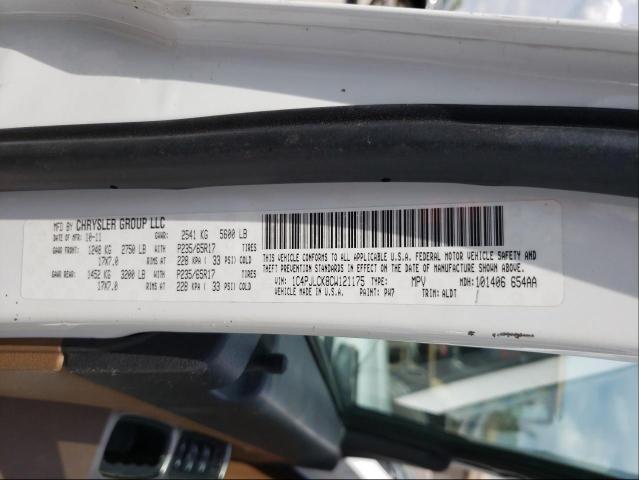 MFD BY CHRYSLER GROUP LLC
DATE OF MFR: 10-11 GVWR: 2541 KG 5600 LB
GAWR FRONT: 1248 KG 2750 LB WITH P235/65R17 TIRES
17X7.0 RIMS AT 228 KPA ( 33 PSI) COLD
GAWR REAR: 1452 KG 3200 LB WITH P235/65R17 TIRES
17X7.0 RIMS AT 228 KPA ( 33 PSI) COLD
THIS VEHICLE CONFORMS TO ALL APPLICABLE U.S.A. FEDERAL MOTOR VEHICLE SAFETY AND
THEFT PREVENTION STANDARDS IN EFFECT ON THE DATE OF MANUFACTURE SHOWN ABOVE.
VIN: 1C4PJLCK8CW121175 TYPE: MPV MDH:101406 654AA
VEHICLE MADE IN U.S.A. PAINT: PW7 TRIM: ALDT